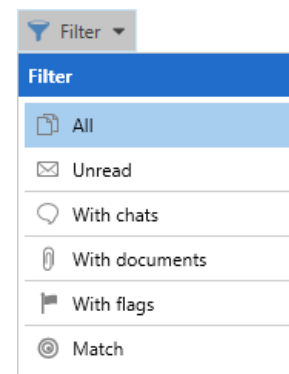 Filter
Filter
All
Unread
With chats
With documents
With flags
Match